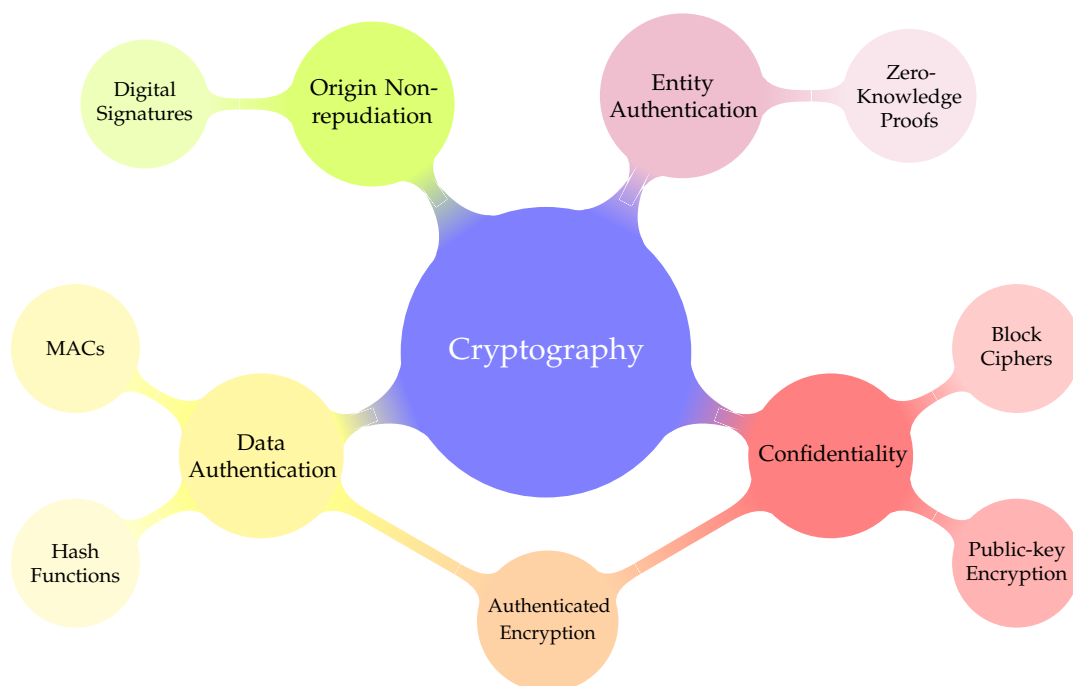 Digital
Signatures
Origin Non-
repudiation
Entity
Authentication
Zero-
Knowledge
Proofs
Cryptography
MACs
Block
Ciphers
Data
Authentication
Confidentiality
Hash
Functions
Public-key
Encryption
Authenticated
Encryption